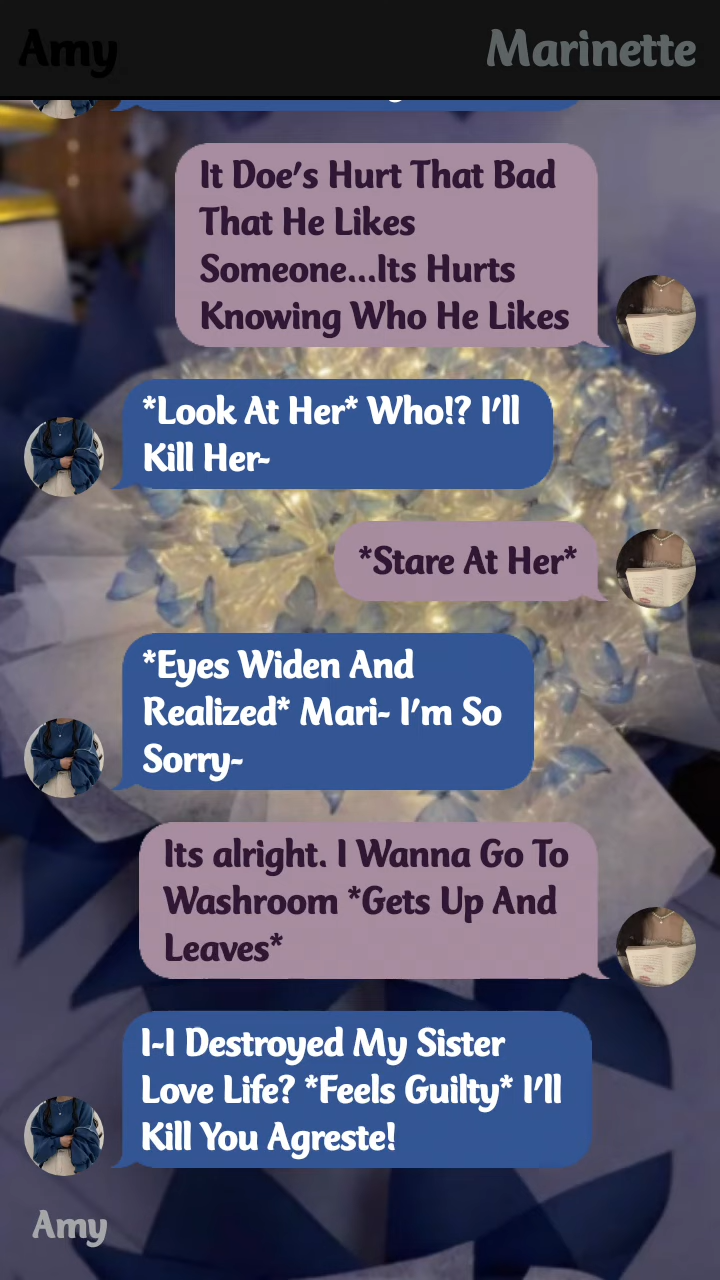 Amy
Marinette
It Doe's Hurt That Bad
That He Likes
Someone...Its Hurts
Knowing Who He Likes
*Look At Her* Who!? I'll
Kill Her-
*Stare At Her*
*Eyes Widen And
Realized* Mari- I'm So
Sorry-
Its alright. I Wanna Go To
Washroom *Gets Up And
Leaves*
I-I Destroyed My Sister
Love Life? *Feels Guilty* I'll
Kill You Agreste!
Amy